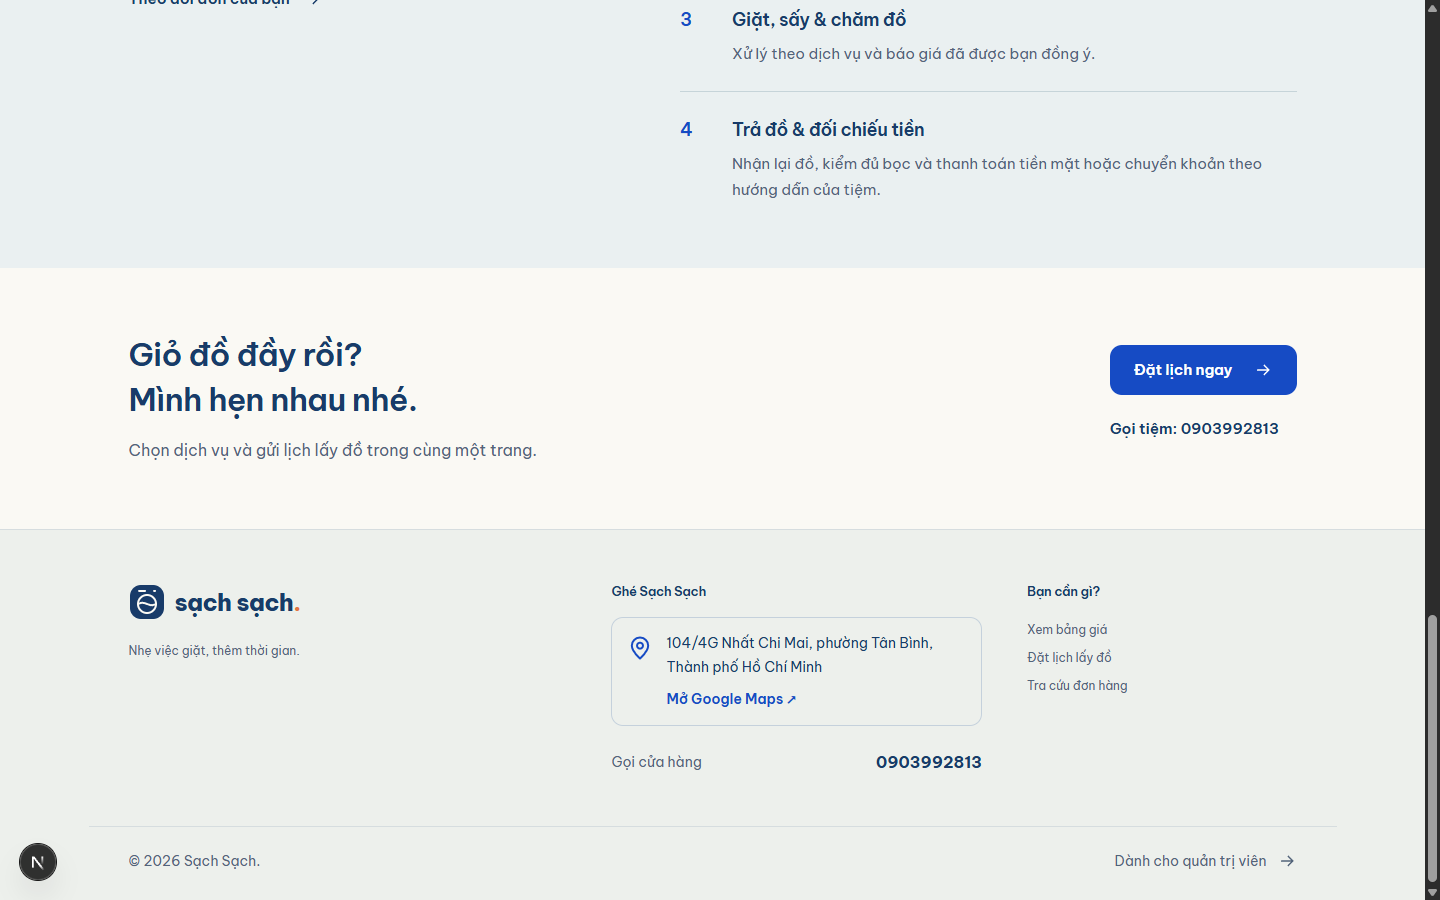 Theo dõi đơn của bạn →
3
Giặt, sấy & chăm đồ
Xử lý theo dịch vụ và báo giá đã được bạn đồng ý.
4
Trả đồ & đối chiếu tiền
Nhận lại đồ, kiểm đủ bọc và thanh toán tiền mặt hoặc chuyển khoản theo
hướng dẫn của tiệm.
Giỏ đồ đầy rồi?
Mình hẹn nhau nhé.
Chọn dịch vụ và gửi lịch lấy đồ trong cùng một trang.
Đặt lịch ngay →
Gọi tiệm: 0903992813
sạch sạch.
Nhẹ việc giặt, thêm thời gian.
Ghé Sạch Sạch
104/4G Nhất Chi Mai, phường Tân Bình,
Thành phố Hồ Chí Minh
Mở Google Maps ↗
Gọi cửa hàng
0903992813
Bạn cần gì?
Xem bảng giá
Đặt lịch lấy đồ
Tra cứu đơn hàng
© 2026 Sạch Sạch.
Dành cho quản trị viên →
N